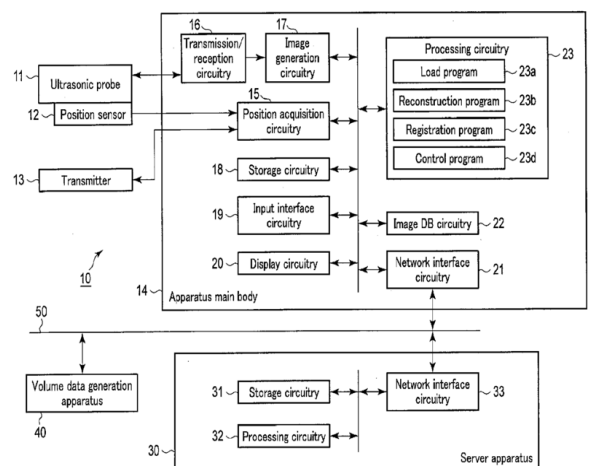 16
17
Transmission/
reception
circuitry
Image
generation
circuitry
Processing circuitry
23
Load program
23a
Reconstruction program
23b
Registration program
23c
Control program
23d
11
Ultrasonic probe
12
Position sensor
15
Position acquisition
circuitry
13
Transmitter
18
Storage circuitry
19
Input interface
circuitry
Image DB circuitry
22
20
Display circuitry
Network interface
circuitry
21
10
14
Apparatus main body
50
Volume data generation
apparatus
40
31
Storage circuitry
Network interface
circuitry
33
32
Processing circuitry
30
Server apparatus